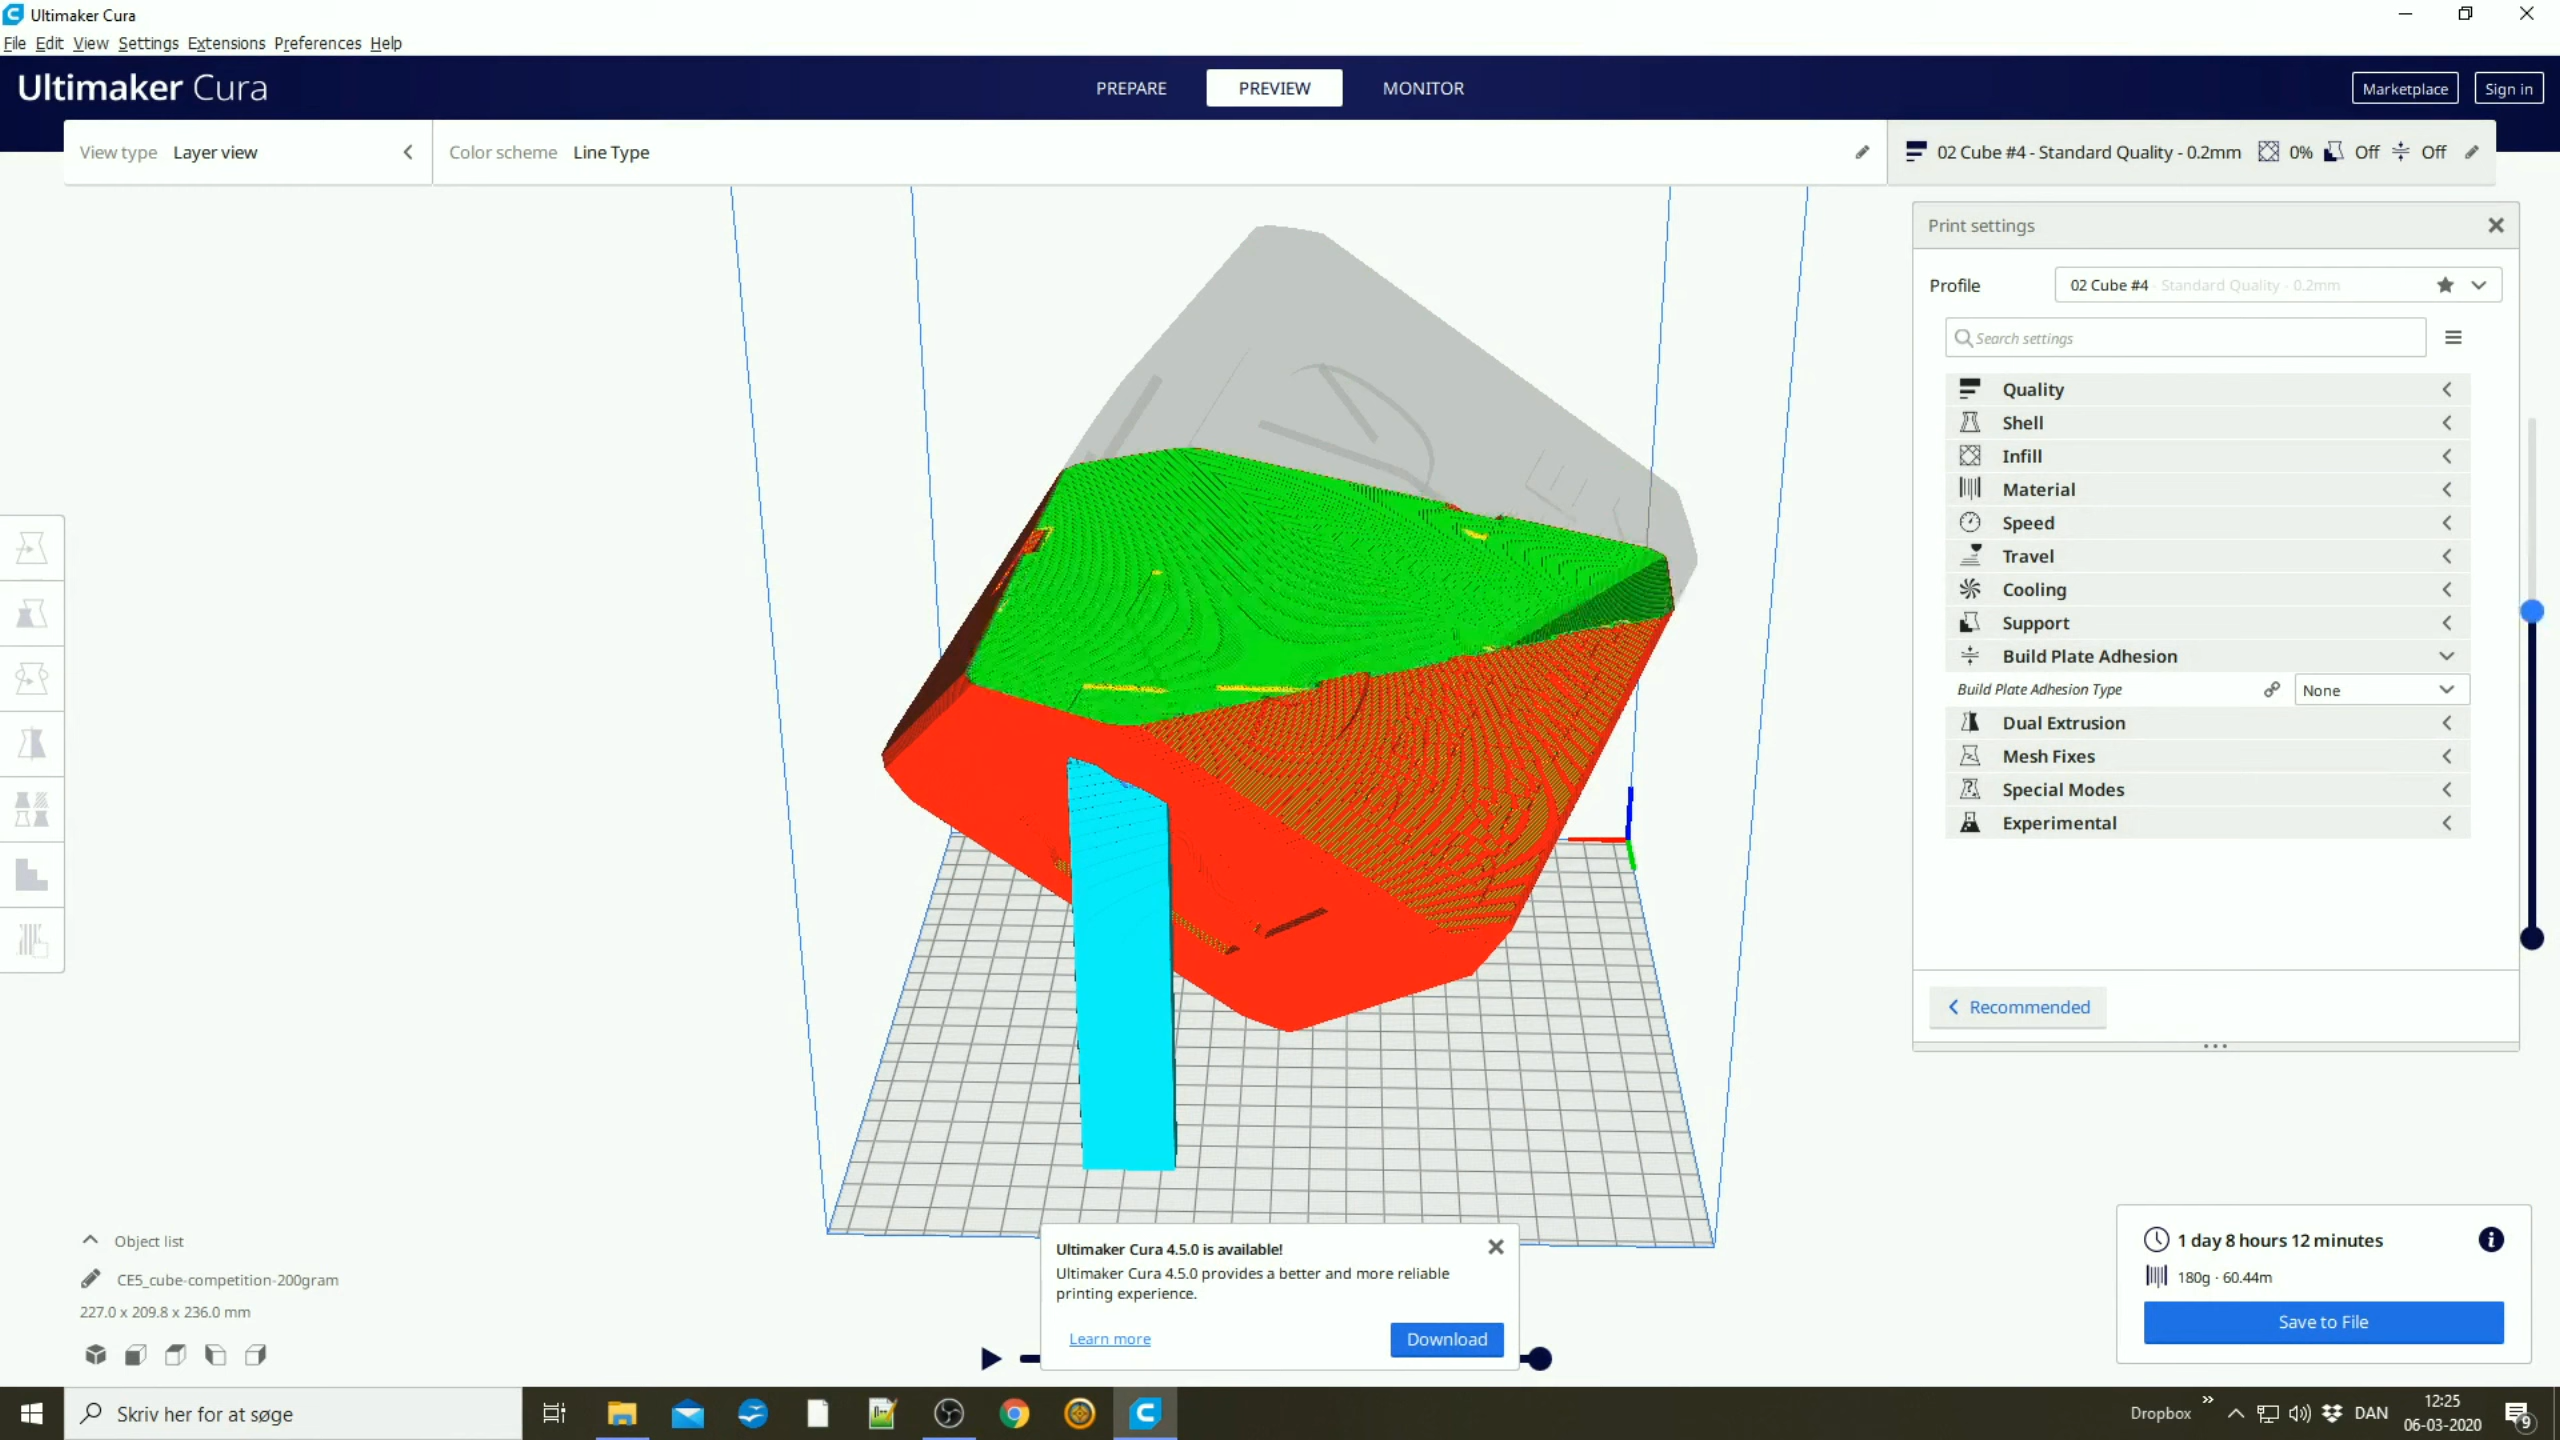 Ultimaker Cura
File Edit View Settings Extensions Preferences Help
Ultimaker Cura
PREPARE
PREVIEW
MONITOR
Marketplace
Sign in
View type Layer view
Color scheme Line Type
02 Cube #4 - Standard Quality - 0.2mm 0% Off Off
Print settings
Profile
02 Cube #4 - Standard Quality - 0.2mm
Search settings
Quality
Shell
Infill
Material
Speed
Travel
Cooling
Support
Build Plate Adhesion
Build Plate Adhesion Type None
Dual Extrusion
Mesh Fixes
Special Modes
Experimental
Recommended
Object list
CE5_cube-competition-200gram
227.0 x 209.8 x 236.0 mm
Ultimaker Cura 4.5.0 is available!
Ultimaker Cura 4.5.0 provides a better and more reliable
printing experience.
Learn more
Download
1 day 8 hours 12 minutes
180g · 60.44m
Save to File
Skriv her for at søge
Dropbox
DAN
12:25
06-03-2020
9